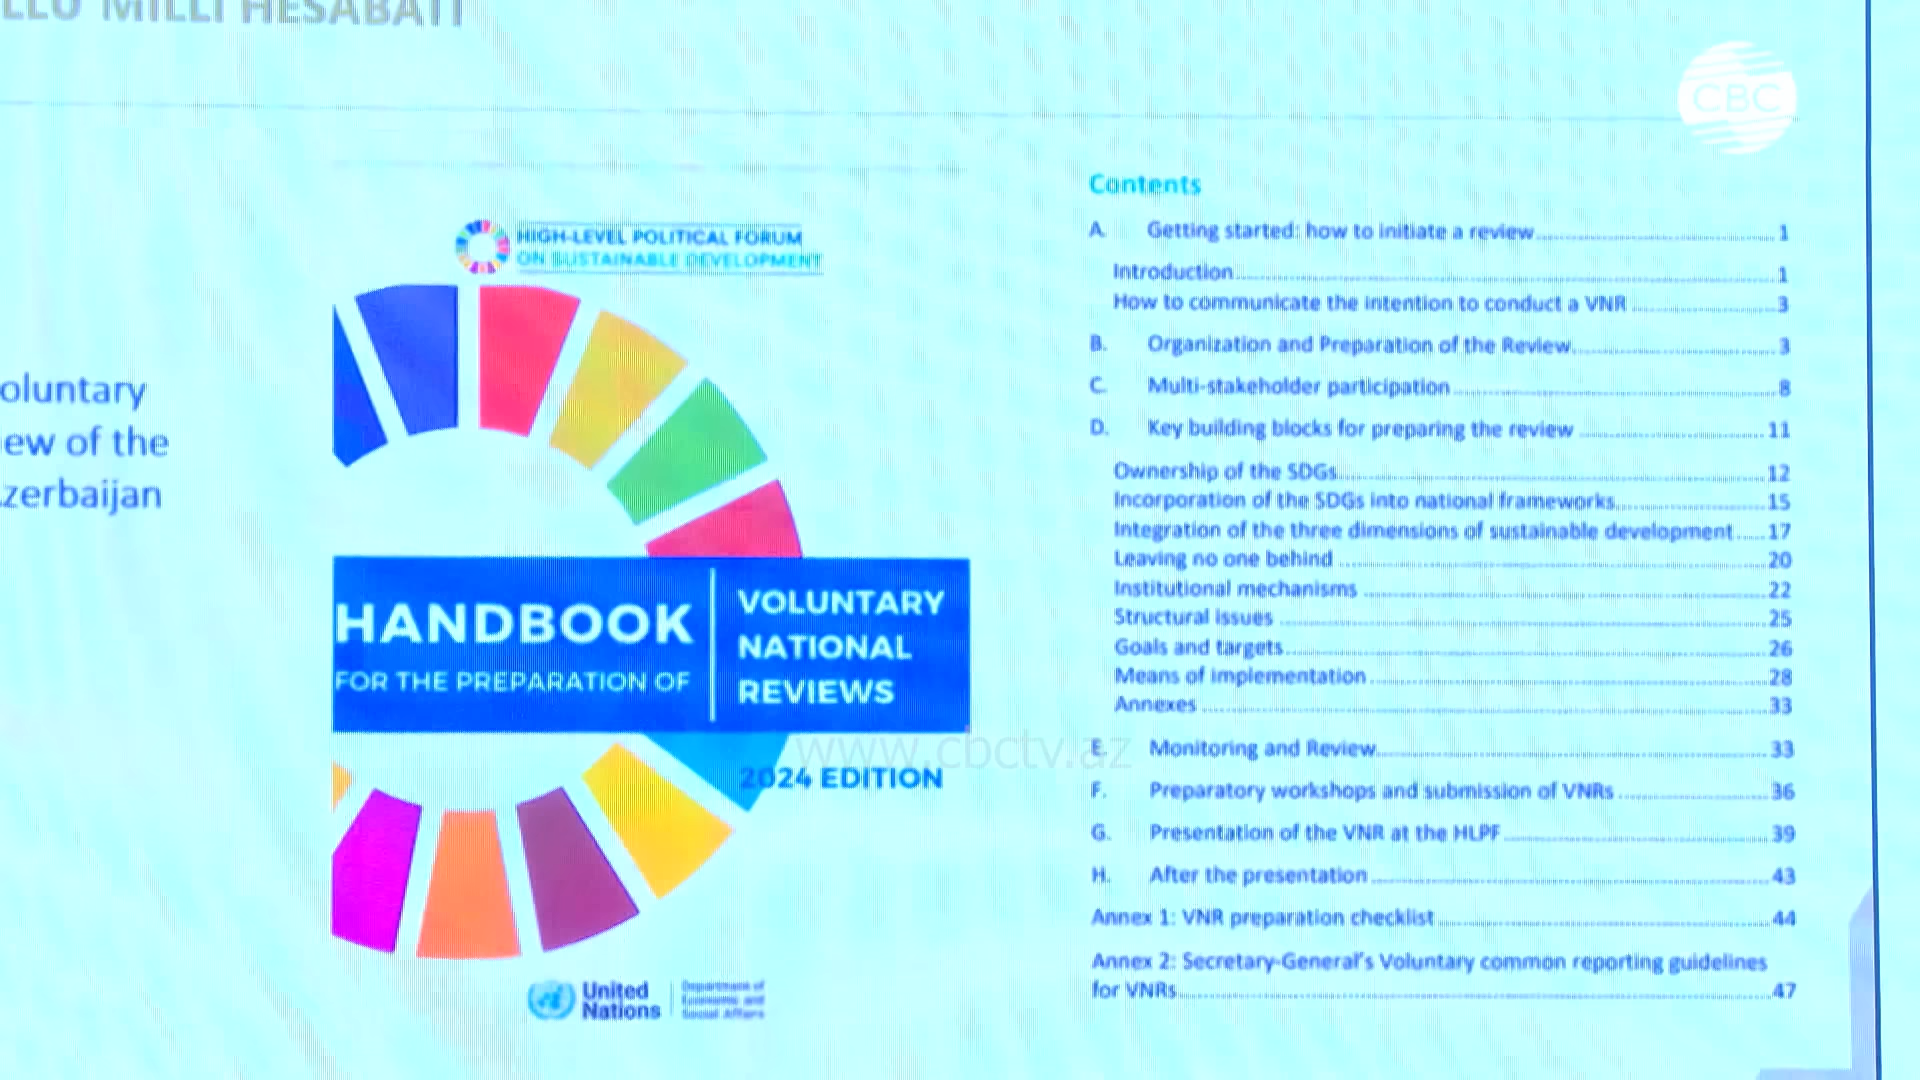 MİLLİ HESABATI
CBC
oluntary
ew of the
zerbaijan
HIGH-LEVEL POLITICAL FORUM
ON SUSTAINABLE DEVELOPMENT
HANDBOOK
FOR THE PREPARATION OF
VOLUNTARY
NATIONAL
REVIEWS
2024 EDITION
United
Nations
Department of
Economic and
Social Affairs
Contents
A. Getting started: how to initiate a review 1
Introduction 1
How to communicate the intention to conduct a VNR 3
B. Organization and Preparation of the Review 3
C. Multi-stakeholder participation 8
D. Key building blocks for preparing the review 11
Ownership of the SDGs 12
Incorporation of the SDGs into national frameworks 15
Integration of the three dimensions of sustainable development 17
Leaving no one behind 20
Institutional mechanisms 22
Structural issues 25
Goals and targets 26
Means of implementation 28
Annexes 33
E. Monitoring and Review 33
F. Preparatory workshops and submission of VNRs 36
G. Presentation of the VNR at the HLPF 39
H. After the presentation 43
Annex 1: VNR preparation checklist 44
Annex 2: Secretary-General's Voluntary common reporting guidelines
for VNRs 47
www.cbctv.az